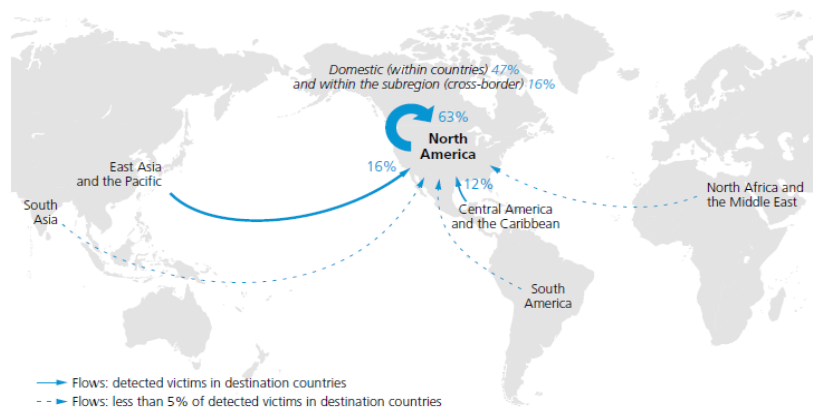 Domestic (within countries) 47%
and within the subregion (cross-border) 16%
63%
North
America
16%
12%
East Asia
and the Pacific
South
Asia
Central America
and the Caribbean
North Africa and
the Middle East
South
America
Flows: detected victims in destination countries
Flows: less than 5% of detected victims in destination countries